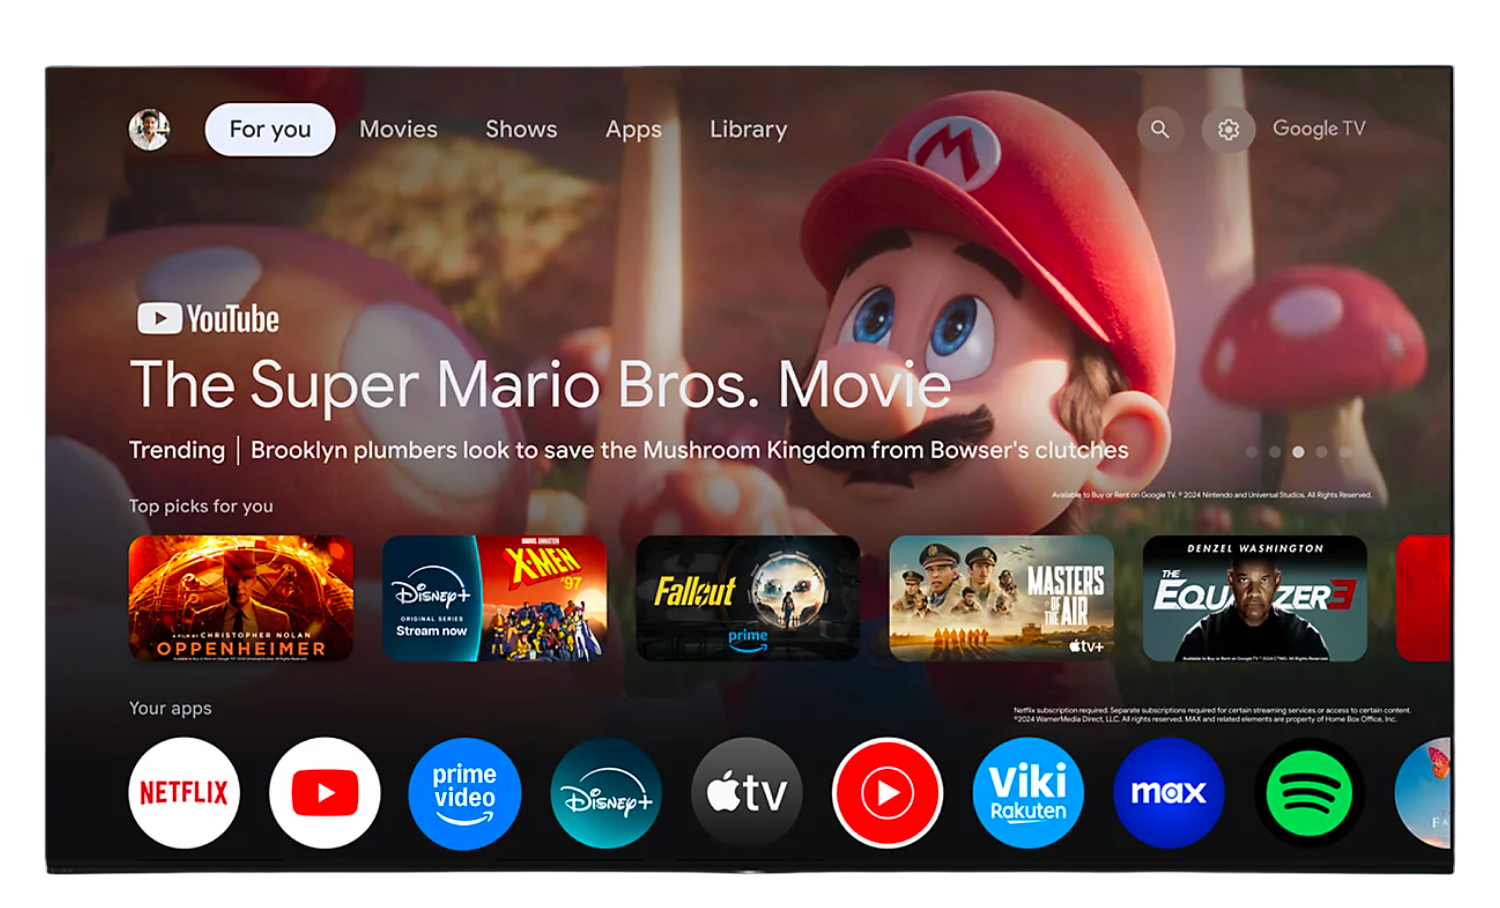 For you
Movies
Shows
Apps
Library
Google TV
YouTube
The Super Mario Bros. Movie
Trending | Brooklyn plumbers look to save the Mushroom Kingdom from Bowser's clutches
Available to Buy or Rent on Google TV. © 2024 Nintendo and Universal Studios. All Rights Reserved.
Top picks for you
A FILM BY CHRISTOPHER NOLAN
OPPENHEIMER
Disney+
ORIGINAL SERIES
Stream now
MARVEL ANIMATION
X-MEN
'97
Fallout
prime
MASTERS
OF
THE AIR
tv+
DENZEL WASHINGTON
THE
EQUALIZER 3
Your apps
Netflix subscription required. Separate subscriptions required for certain streaming services or access to certain content.
©2024 WarnerMedia Direct, LLC. All rights reserved. MAX and related elements are property of Home Box Office, Inc.
NETFLIX
prime
video
Disney+
tv
Viki
Rakuten
max